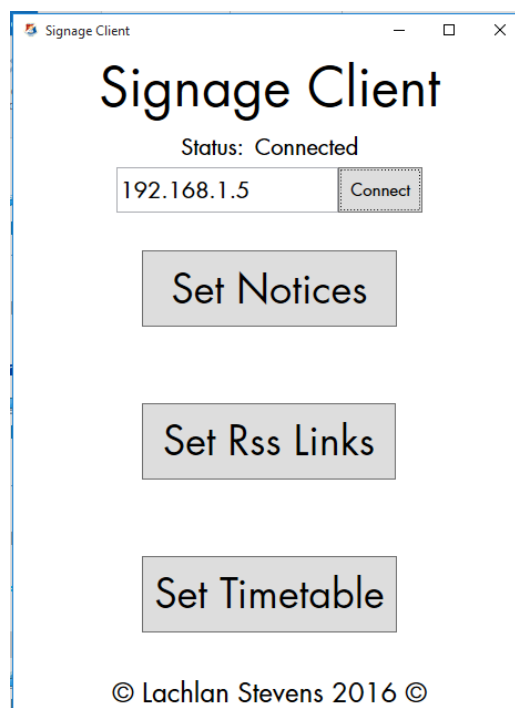 Signage Client
Signage Client
Status: Connected
192.168.1.5 Connect
Set Notices
Set Rss Links
Set Timetable
© Lachlan Stevens 2016 ©